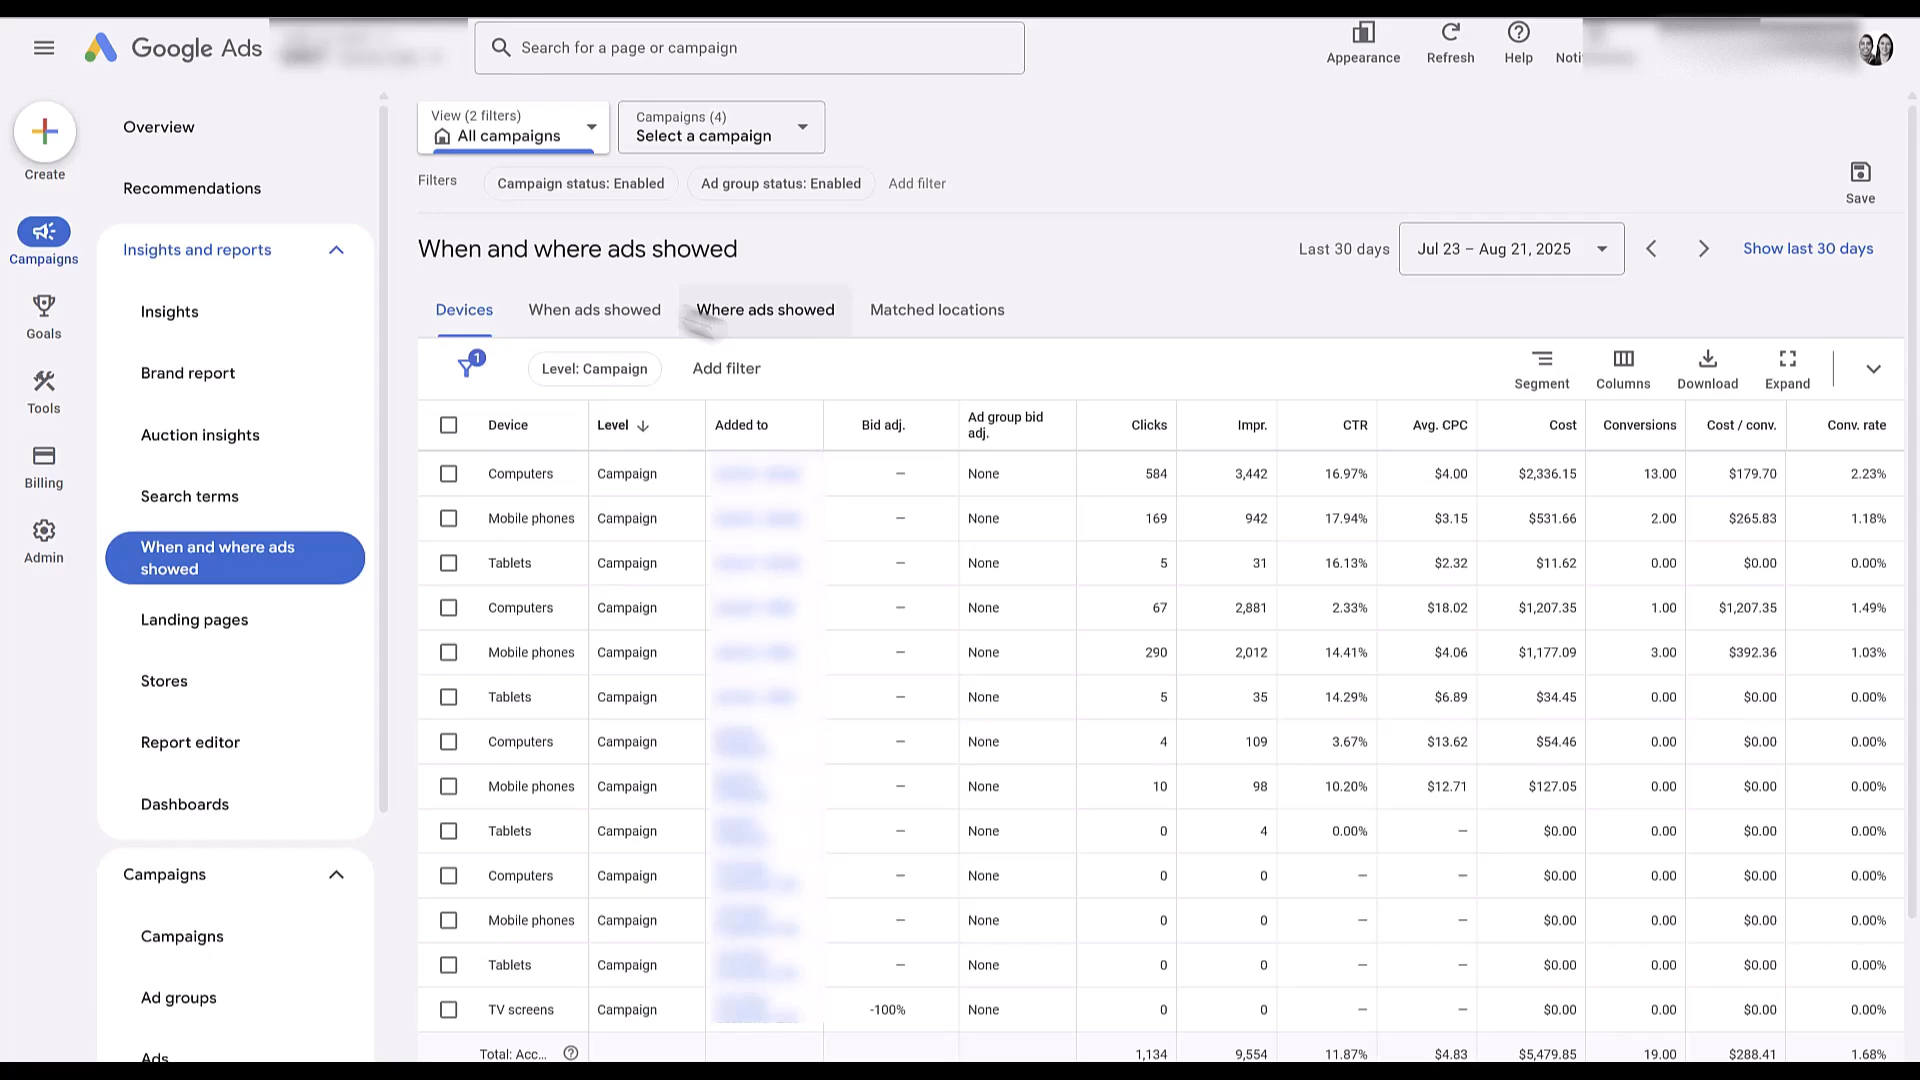 Google Ads
Search for a page or campaign
Appearance
Refresh
Help
Noti
Create
Campaigns
Goals
Tools
Billing
Admin
Overview
Recommendations
Insights and reports
Insights
Brand report
Auction insights
Search terms
When and where ads
showed
Landing pages
Stores
Report editor
Dashboards
Campaigns
Campaigns
Ad groups
Ads
View (2 filters)
All campaigns
Campaigns (4)
Select a campaign
Filters
Campaign status: Enabled
Ad group status: Enabled
Add filter
Save
When and where ads showed
Last 30 days
Jul 23 – Aug 21, 2025
Show last 30 days
Devices
When ads showed
Where ads showed
Matched locations
1
Level: Campaign
Add filter
Segment
Columns
Download
Expand
Device Level Added to Bid adj. Ad group bid adj. Clicks Impr. CTR Avg. CPC Cost Conversions Cost / conv. Conv. rate
Computers Campaign – None 584 3,442 16.97% $4.00 $2,336.15 13.00 $179.70 2.23%
Mobile phones Campaign – None 169 942 17.94% $3.15 $531.66 2.00 $265.83 1.18%
Tablets Campaign – None 5 31 16.13% $2.32 $11.62 0.00 $0.00 0.00%
Computers Campaign – None 67 2,881 2.33% $18.02 $1,207.35 1.00 $1,207.35 1.49%
Mobile phones Campaign – None 290 2,012 14.41% $4.06 $1,177.09 3.00 $392.36 1.03%
Tablets Campaign – None 5 35 14.29% $6.89 $34.45 0.00 $0.00 0.00%
Computers Campaign – None 4 109 3.67% $13.62 $54.46 0.00 $0.00 0.00%
Mobile phones Campaign – None 10 98 10.20% $12.71 $127.05 0.00 $0.00 0.00%
Tablets Campaign – None 0 4 0.00% – $0.00 0.00 $0.00 0.00%
Computers Campaign – None 0 0 – – $0.00 0.00 $0.00 0.00%
Mobile phones Campaign – None 0 0 – – $0.00 0.00 $0.00 0.00%
Tablets Campaign – None 0 0 – – $0.00 0.00 $0.00 0.00%
TV screens Campaign -100% None 0 0 – – $0.00 0.00 $0.00 0.00%
Total: Acc... 1,134 9,554 11.87% $4.83 $5,479.85 19.00 $288.41 1.68%